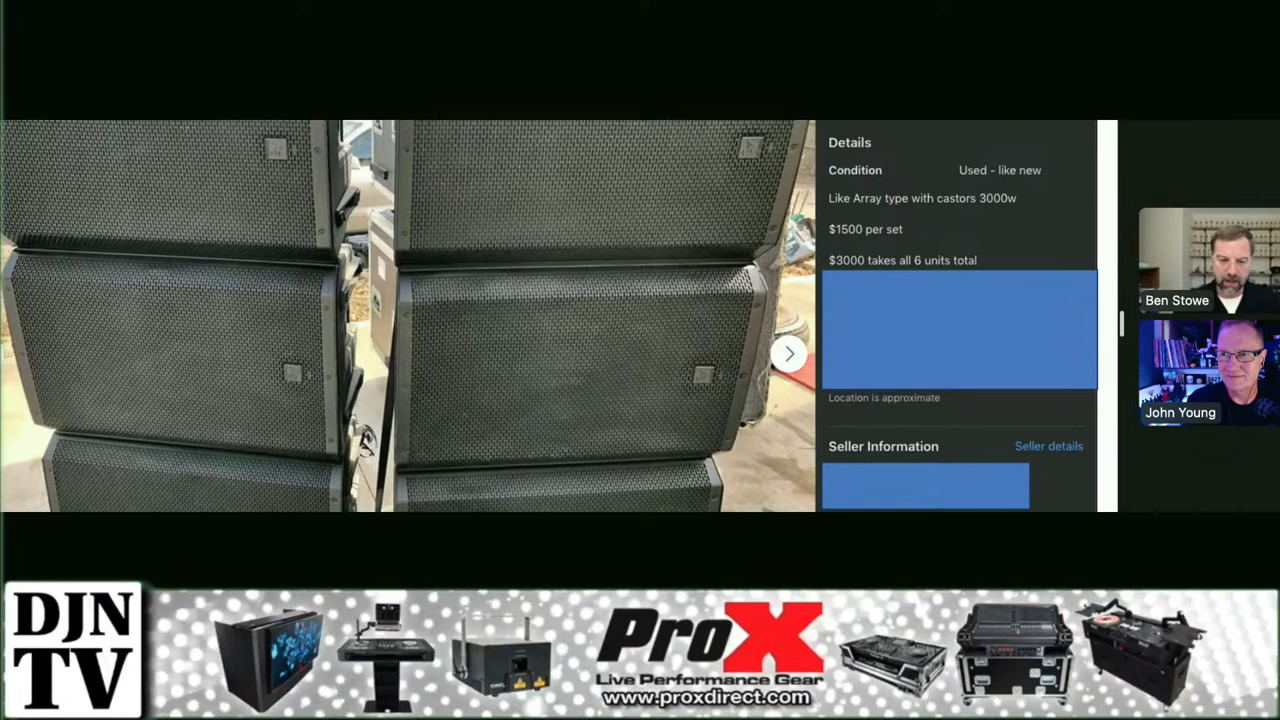 Details
Condition Used - like new
Like Array type with castors 3000w
$1500 per set
$3000 takes all 6 units total
Location is approximate
Seller Information Seller details
Ben Stowe
John Young
DJN
TV
ProX
Live Performance Gear
www.proxdirect.com